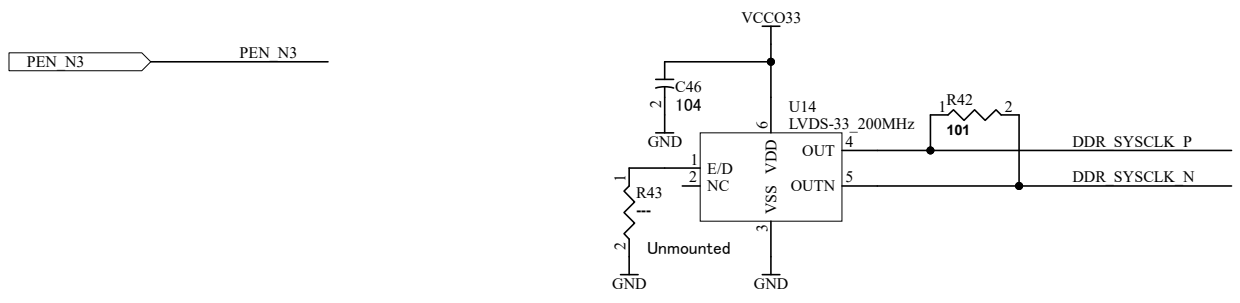 VCCO33
PEN_N3
PEN_N3
C46
104
2
GND
U14
LVDS-33_200MHz
6
R42
1
2
101
1
E/D
VDD
OUT
4
DDR_SYSCLK_P
2
NC
VSS
OUTN
5
DDR_SYSCLK_N
1
R43
---
2
Unmounted
3
GND
GND